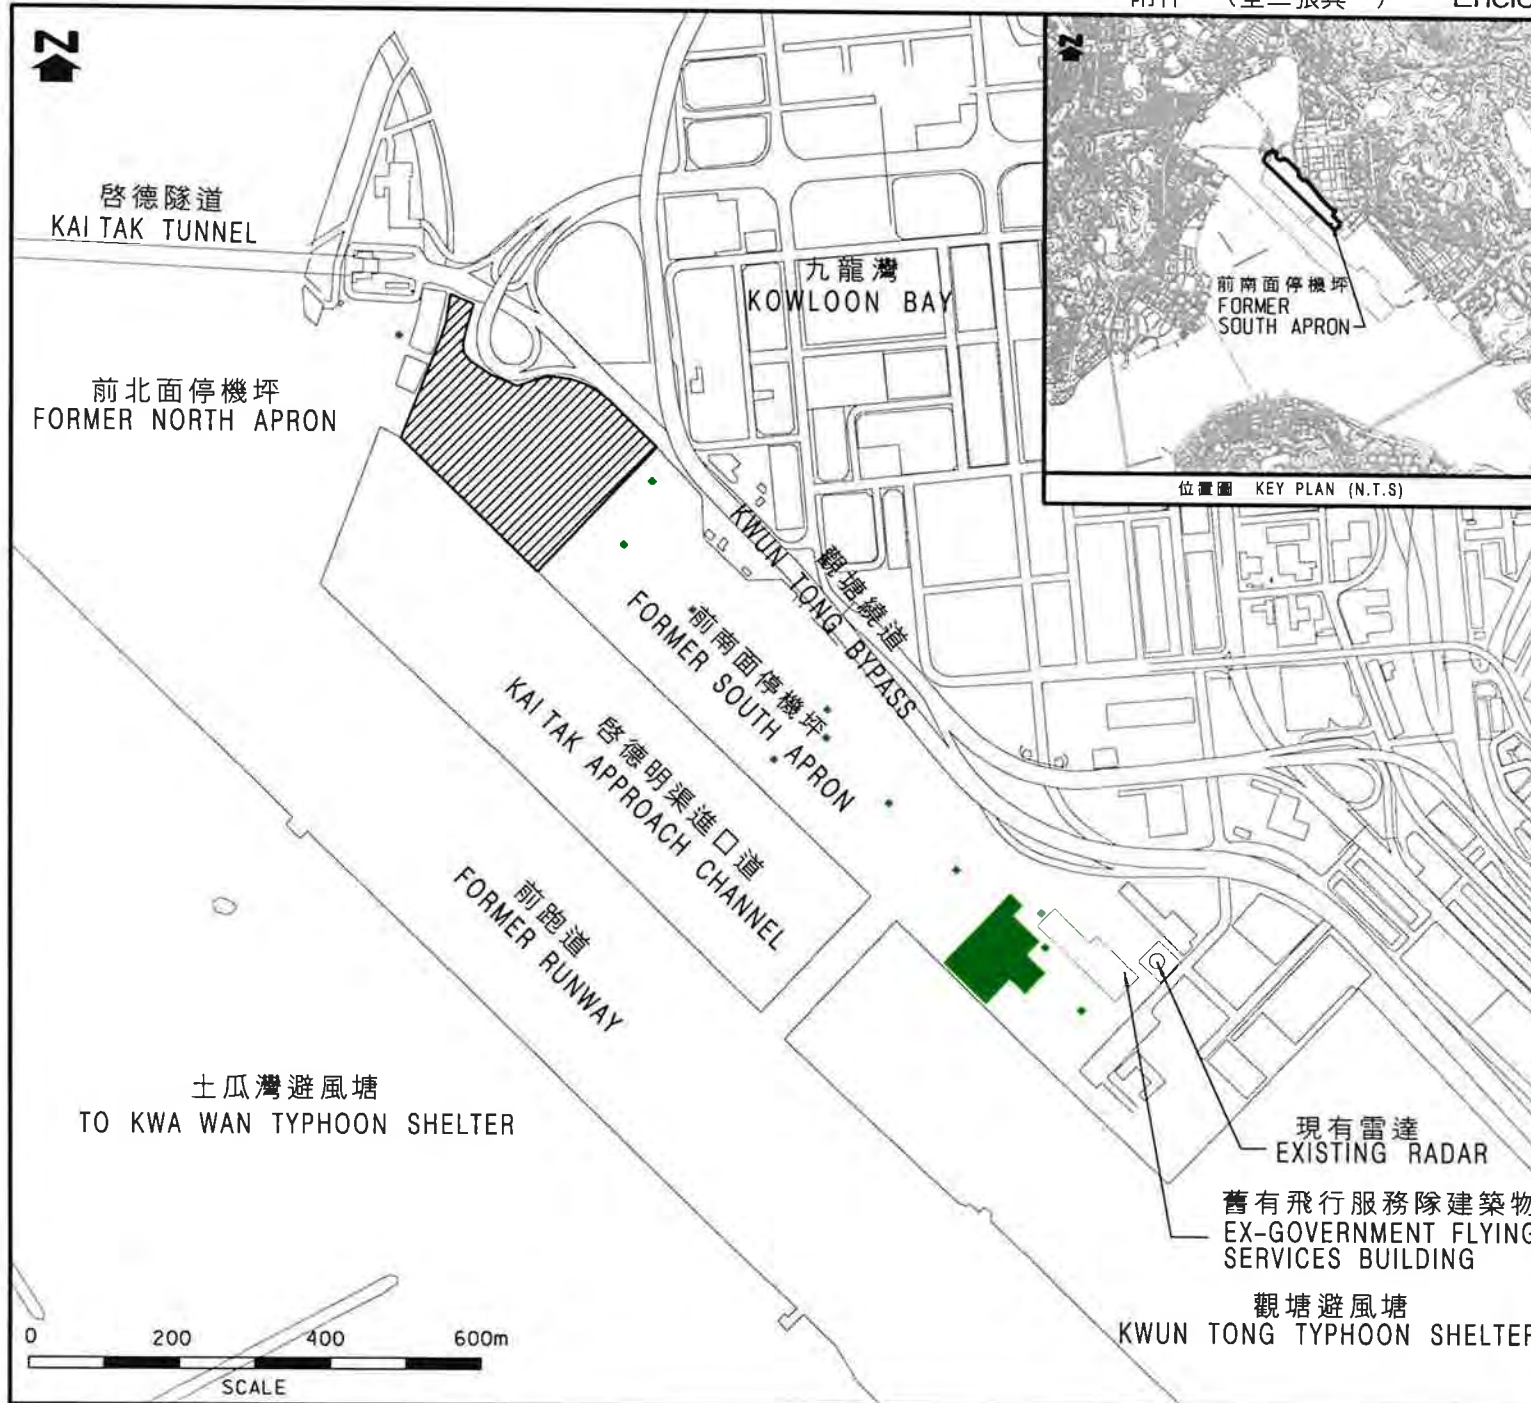 Z
啓德隧道
KAI TAK TUNNEL
前北面停機坪
FORMER NORTH APRON
九龍灣
KOWLOON BAY
Z
前南面停機坪
FORMER
SOUTH APRON
位置圖 KEY PLAN (N.T.S)
觀塘繞道
KWUN TONG BYPASS
前南面停機坪
FORMER SOUTH APRON
啓德明渠進口道
KAI TAK APPROACH CHANNEL
前跑道
FORMER RUNWAY
土瓜灣避風塘
TO KWA WAN TYPHOON SHELTER
現有雷達
EXISTING RADAR
舊有飛行服務隊建築物
EX-GOVERNMENT FLYING
SERVICES BUILDING
觀塘避風塘
KWUN TONG TYPHOON SHELTER
0 200 400 600m
SCALE